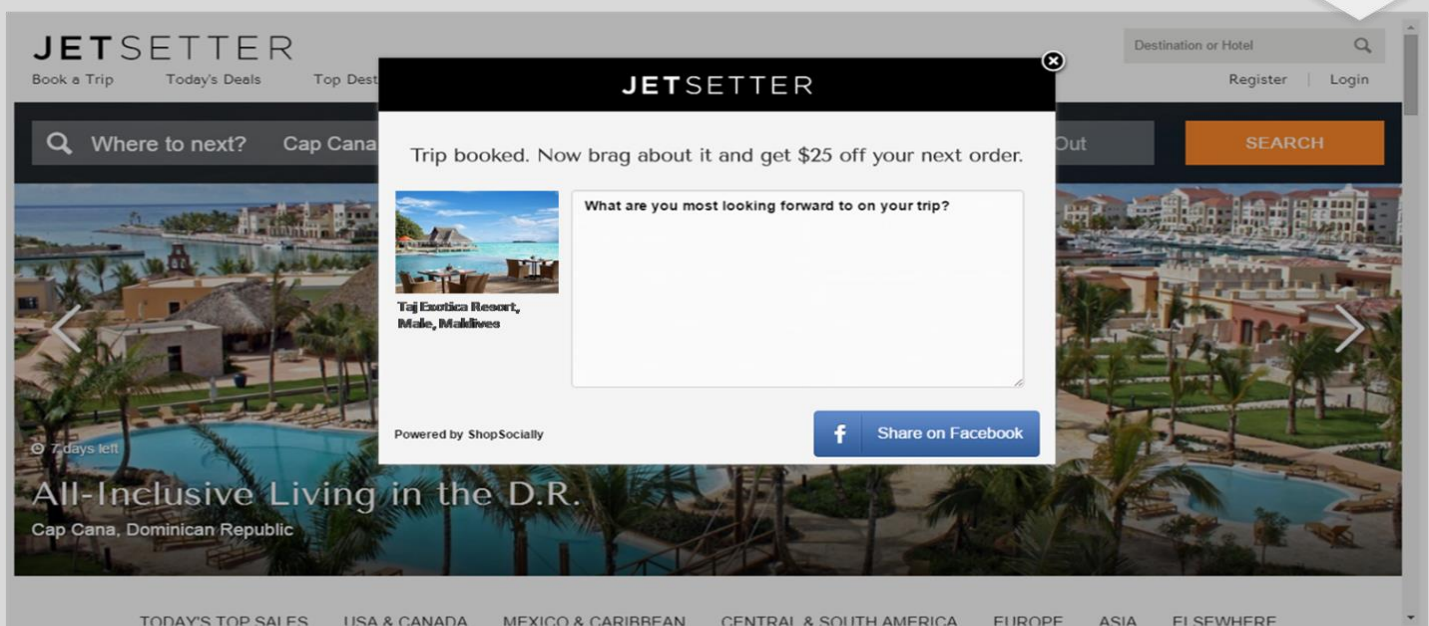 JETSETTER
Destination or Hotel
Book a Trip Today's Deals Top Dest
Register | Login
JETSETTER
Where to next? Cap Cana
Out
SEARCH
Trip booked. Now brag about it and get $25 off your next order.
What are you most looking forward to on your trip?
Taj Exotica Resort,
Male, Maldives
Powered by ShopSocially
f Share on Facebook
7 days left
All-Inclusive Living in the D.R.
Cap Cana, Dominican Republic
TODAY'S TOP SALES USA & CANADA MEXICO & CARIBBEAN CENTRAL & SOUTH AMERICA EUROPE ASIA ELSEWHERE